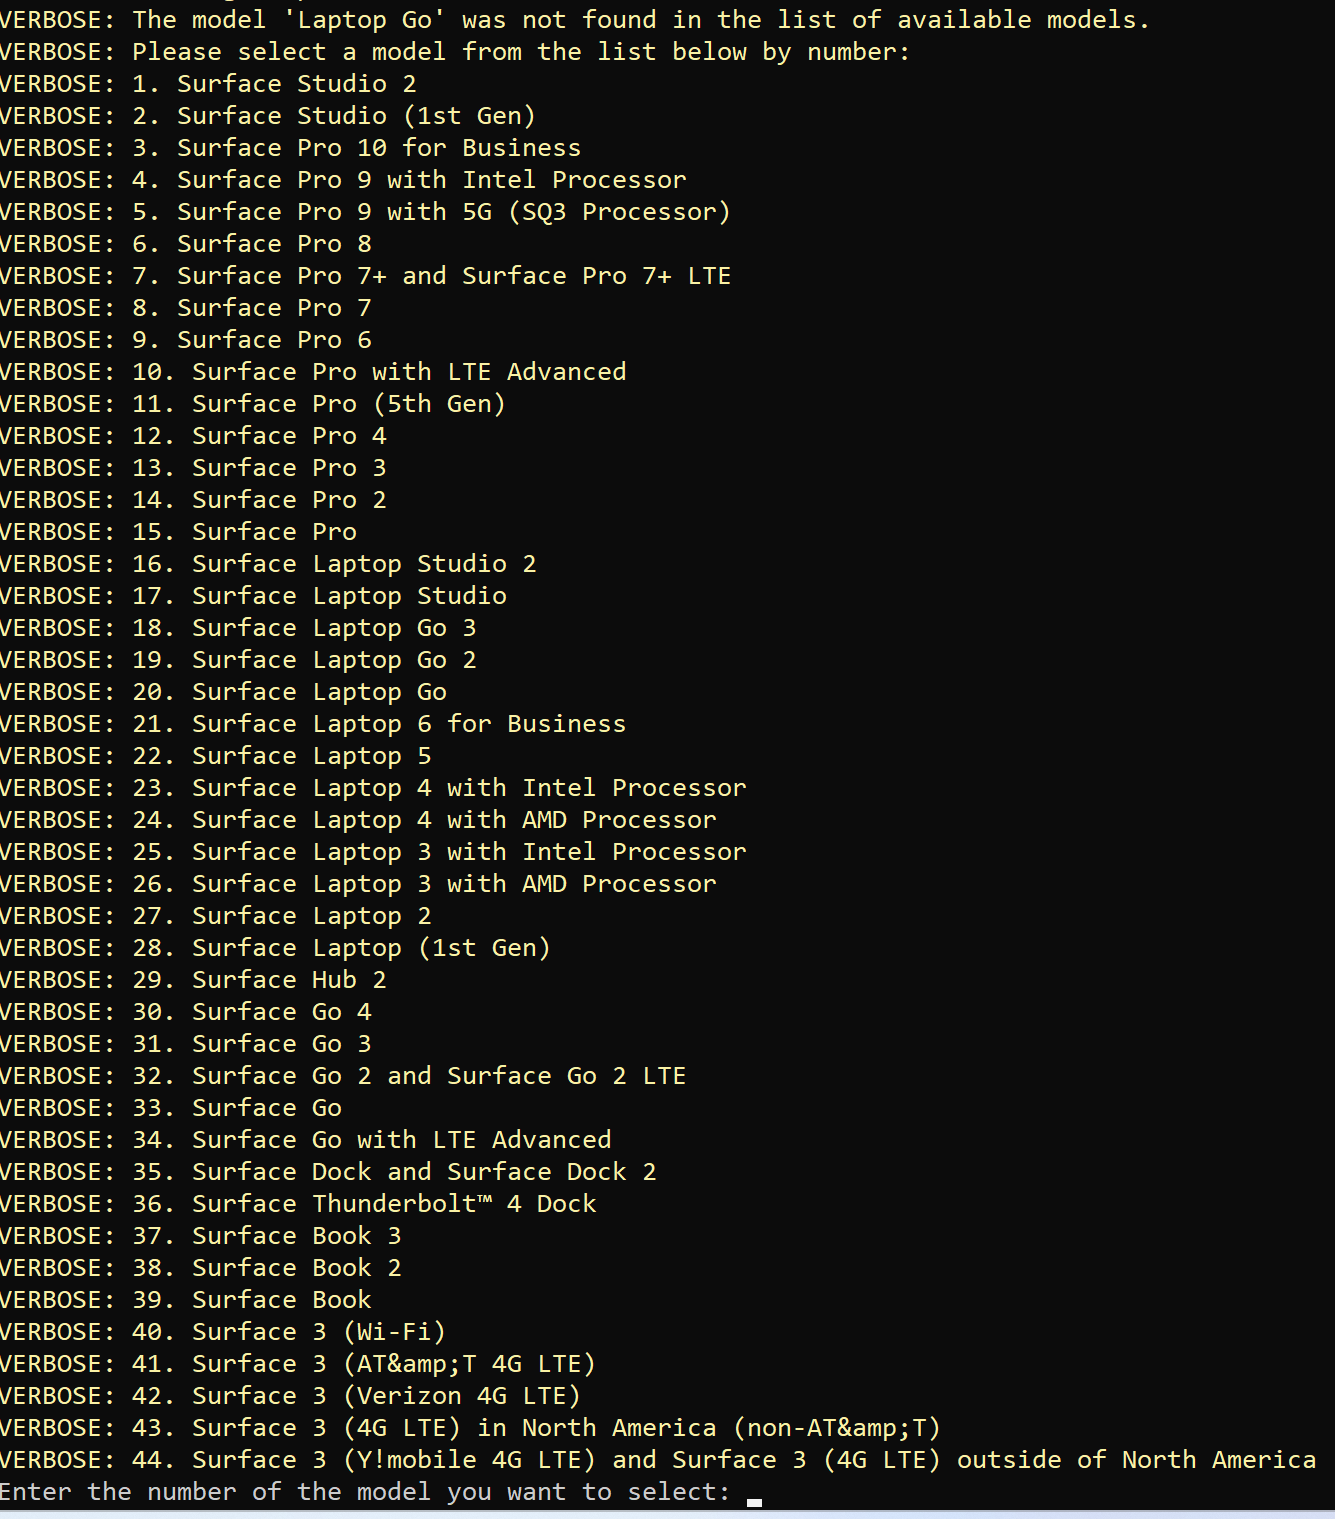 VERBOSE: The model 'Laptop Go' was not found in the list of available models.
VERBOSE: Please select a model from the list below by number:
VERBOSE: 1. Surface Studio 2
VERBOSE: 2. Surface Studio (1st Gen)
VERBOSE: 3. Surface Pro 10 for Business
VERBOSE: 4. Surface Pro 9 with Intel Processor
VERBOSE: 5. Surface Pro 9 with 5G (SQ3 Processor)
VERBOSE: 6. Surface Pro 8
VERBOSE: 7. Surface Pro 7+ and Surface Pro 7+ LTE
VERBOSE: 8. Surface Pro 7
VERBOSE: 9. Surface Pro 6
VERBOSE: 10. Surface Pro with LTE Advanced
VERBOSE: 11. Surface Pro (5th Gen)
VERBOSE: 12. Surface Pro 4
VERBOSE: 13. Surface Pro 3
VERBOSE: 14. Surface Pro 2
VERBOSE: 15. Surface Pro
VERBOSE: 16. Surface Laptop Studio 2
VERBOSE: 17. Surface Laptop Studio
VERBOSE: 18. Surface Laptop Go 3
VERBOSE: 19. Surface Laptop Go 2
VERBOSE: 20. Surface Laptop Go
VERBOSE: 21. Surface Laptop 6 for Business
VERBOSE: 22. Surface Laptop 5
VERBOSE: 23. Surface Laptop 4 with Intel Processor
VERBOSE: 24. Surface Laptop 4 with AMD Processor
VERBOSE: 25. Surface Laptop 3 with Intel Processor
VERBOSE: 26. Surface Laptop 3 with AMD Processor
VERBOSE: 27. Surface Laptop 2
VERBOSE: 28. Surface Laptop (1st Gen)
VERBOSE: 29. Surface Hub 2
VERBOSE: 30. Surface Go 4
VERBOSE: 31. Surface Go 3
VERBOSE: 32. Surface Go 2 and Surface Go 2 LTE
VERBOSE: 33. Surface Go
VERBOSE: 34. Surface Go with LTE Advanced
VERBOSE: 35. Surface Dock and Surface Dock 2
VERBOSE: 36. Surface Thunderbolt™ 4 Dock
VERBOSE: 37. Surface Book 3
VERBOSE: 38. Surface Book 2
VERBOSE: 39. Surface Book
VERBOSE: 40. Surface 3 (Wi-Fi)
VERBOSE: 41. Surface 3 (AT&amp;T 4G LTE)
VERBOSE: 42. Surface 3 (Verizon 4G LTE)
VERBOSE: 43. Surface 3 (4G LTE) in North America (non-AT&amp;T)
VERBOSE: 44. Surface 3 (Y!mobile 4G LTE) and Surface 3 (4G LTE) outside of North America
Enter the number of the model you want to select: